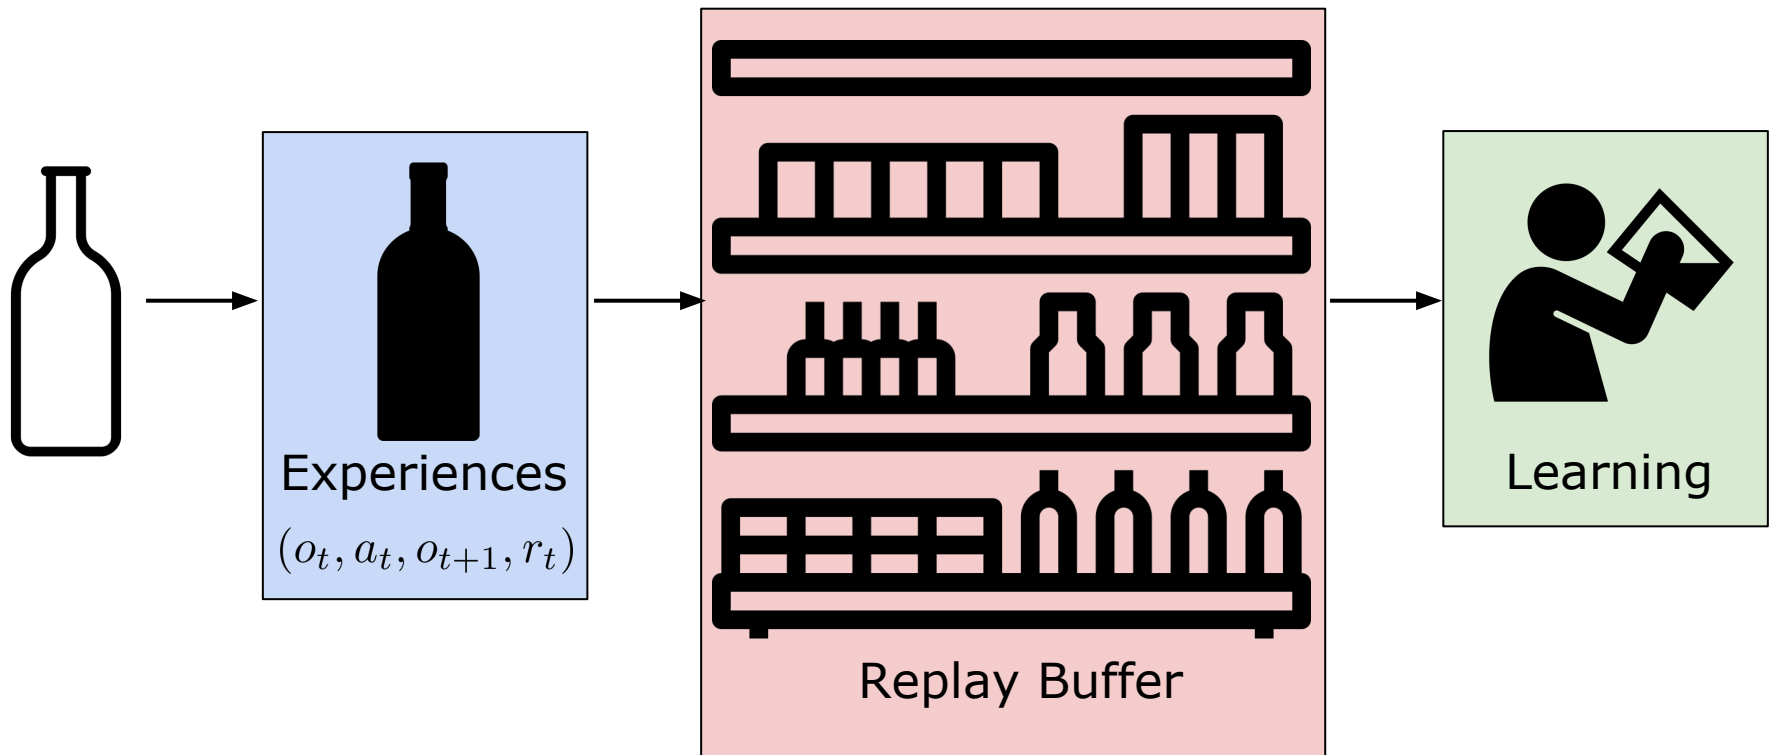 Experiences
(o_t, a_t, o_{t+1}, r_t)
Replay Buffer
Learning